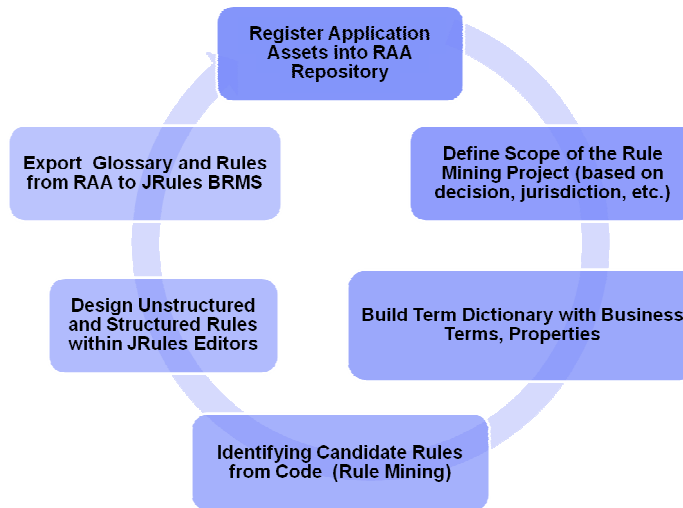 Register Application
Assets into RAA
Repository
Define Scope of the Rule
Mining Project (based on
decision, jurisdiction, etc.)
Build Term Dictionary with Business
Terms, Properties
Identifying Candidate Rules
from Code (Rule Mining)
Design Unstructured
and Structured Rules
within JRules Editors
Export Glossary and Rules
from RAA to JRules BRMS